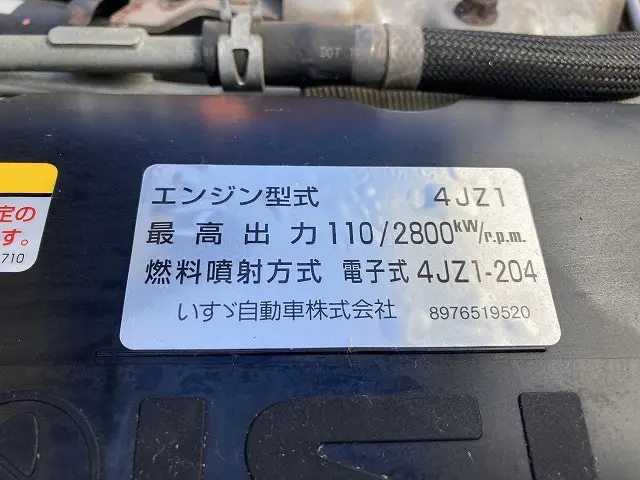 DOT
定の
す。
710
エンジン型式 4JZ1
最高出力 110/2800kW/r.p.m.
燃料噴射方式 電子式 4JZ1-204
いすゞ自動車株式会社 8976519520